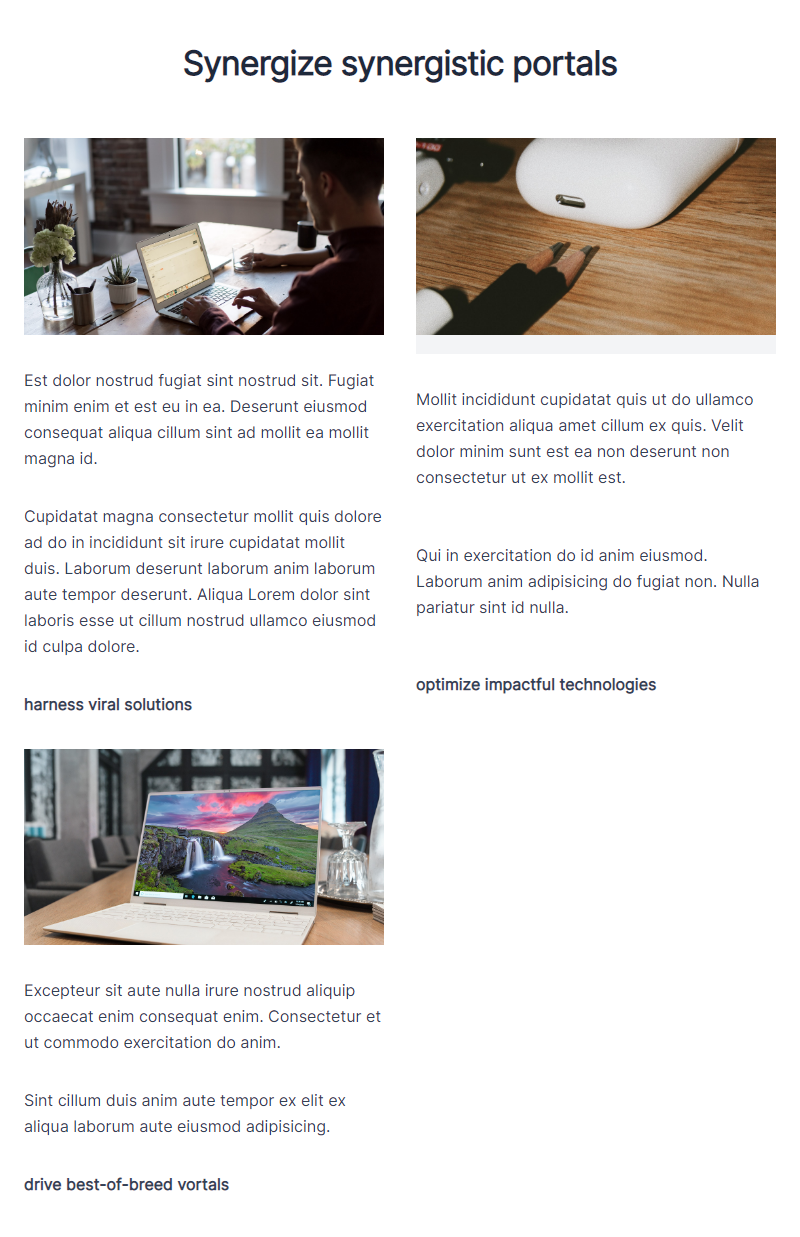 Synergize synergistic portals
Est dolor nostrud fugiat sint nostrud sit. Fugiat
minim enim et est eu in ea. Deserunt eiusmod
consequat aliqua cillum sint ad mollit ea mollit
magna id.
Cupidatat magna consectetur mollit quis dolore
ad do in incididunt sit irure cupidatat mollit
duis. Laborum deserunt laborum anim laborum
aute tempor deserunt. Aliqua Lorem dolor sint
laboris esse ut cillum nostrud ullamco eiusmod
id culpa dolore.
harness viral solutions
Mollit incididunt cupidatat quis ut do ullamco
exercitation aliqua amet cillum ex quis. Velit
dolor minim sunt est ea non deserunt non
consectetur ut ex mollit est.
Qui in exercitation do id anim eiusmod.
Laborum anim adipisicing do fugiat non. Nulla
pariatur sint id nulla.
optimize impactful technologies
Excepteur sit aute nulla irure nostrud aliquip
occaecat enim consequat enim. Consectetur et
ut commodo exercitation do anim.
Sint cillum duis anim aute tempor ex elit ex
aliqua laborum aute eiusmod adipisicing.
drive best-of-breed vortals